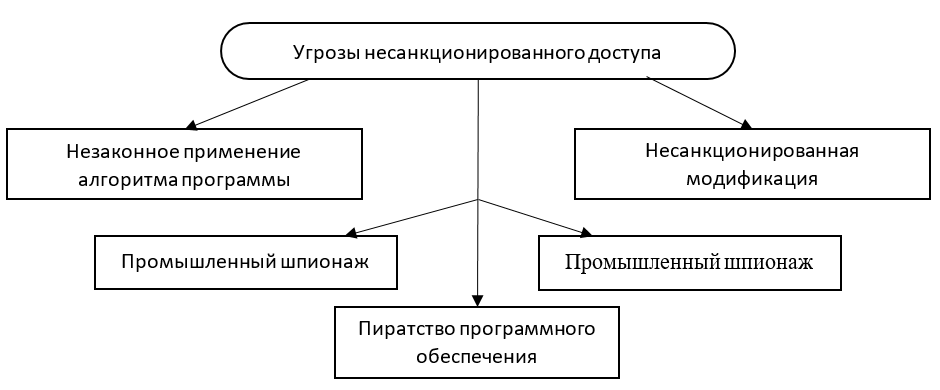 Угрозы несанкционированного доступа
Незаконное применение
алгоритма программы
Несанкционированная
модификация
Промышленный шпионаж
Промышленный шпионаж
Пиратство программного
обеспечения